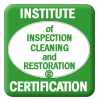 INSTITUTE
of
INSPECTION
CLEANING
and
RESTORATION
®
CERTIFICATION